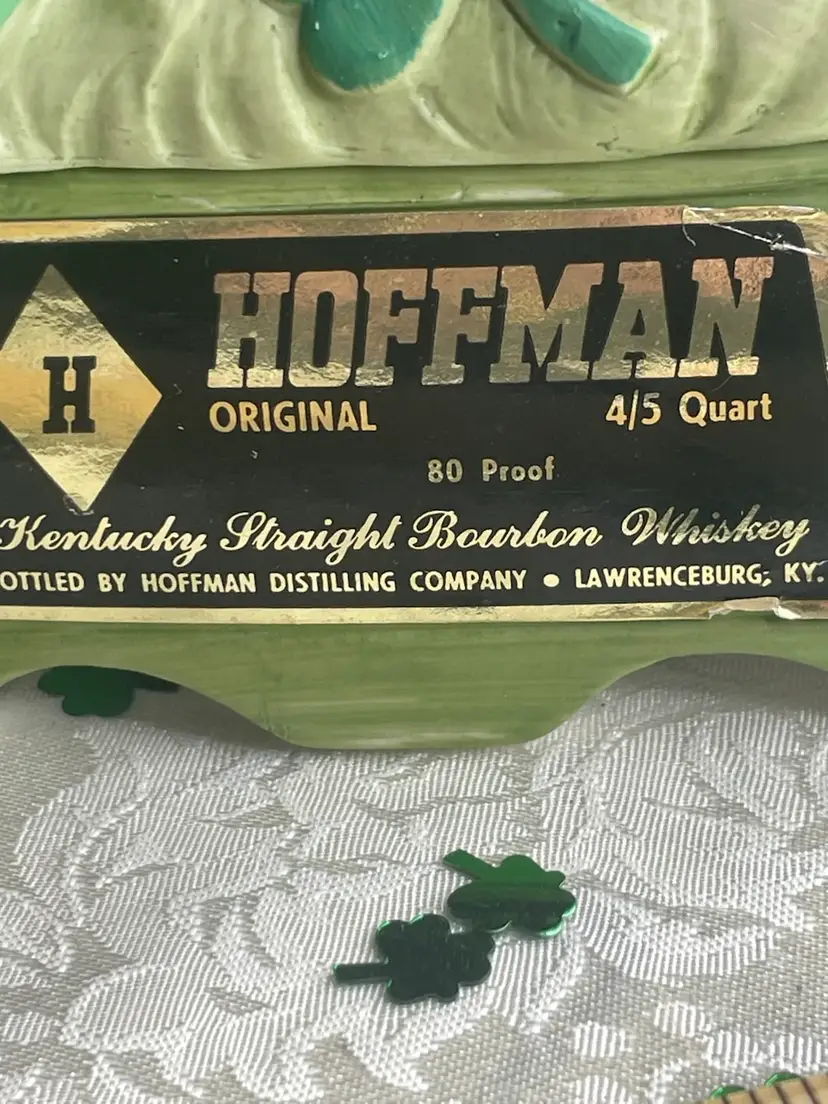 HOFFMAN
H
ORIGINAL 4/5 Quart
80 Proof
Kentucky Straight Bourbon Whiskey
OTTLED BY HOFFMAN DISTILLING COMPANY • LAWRENCEBURG, KY.